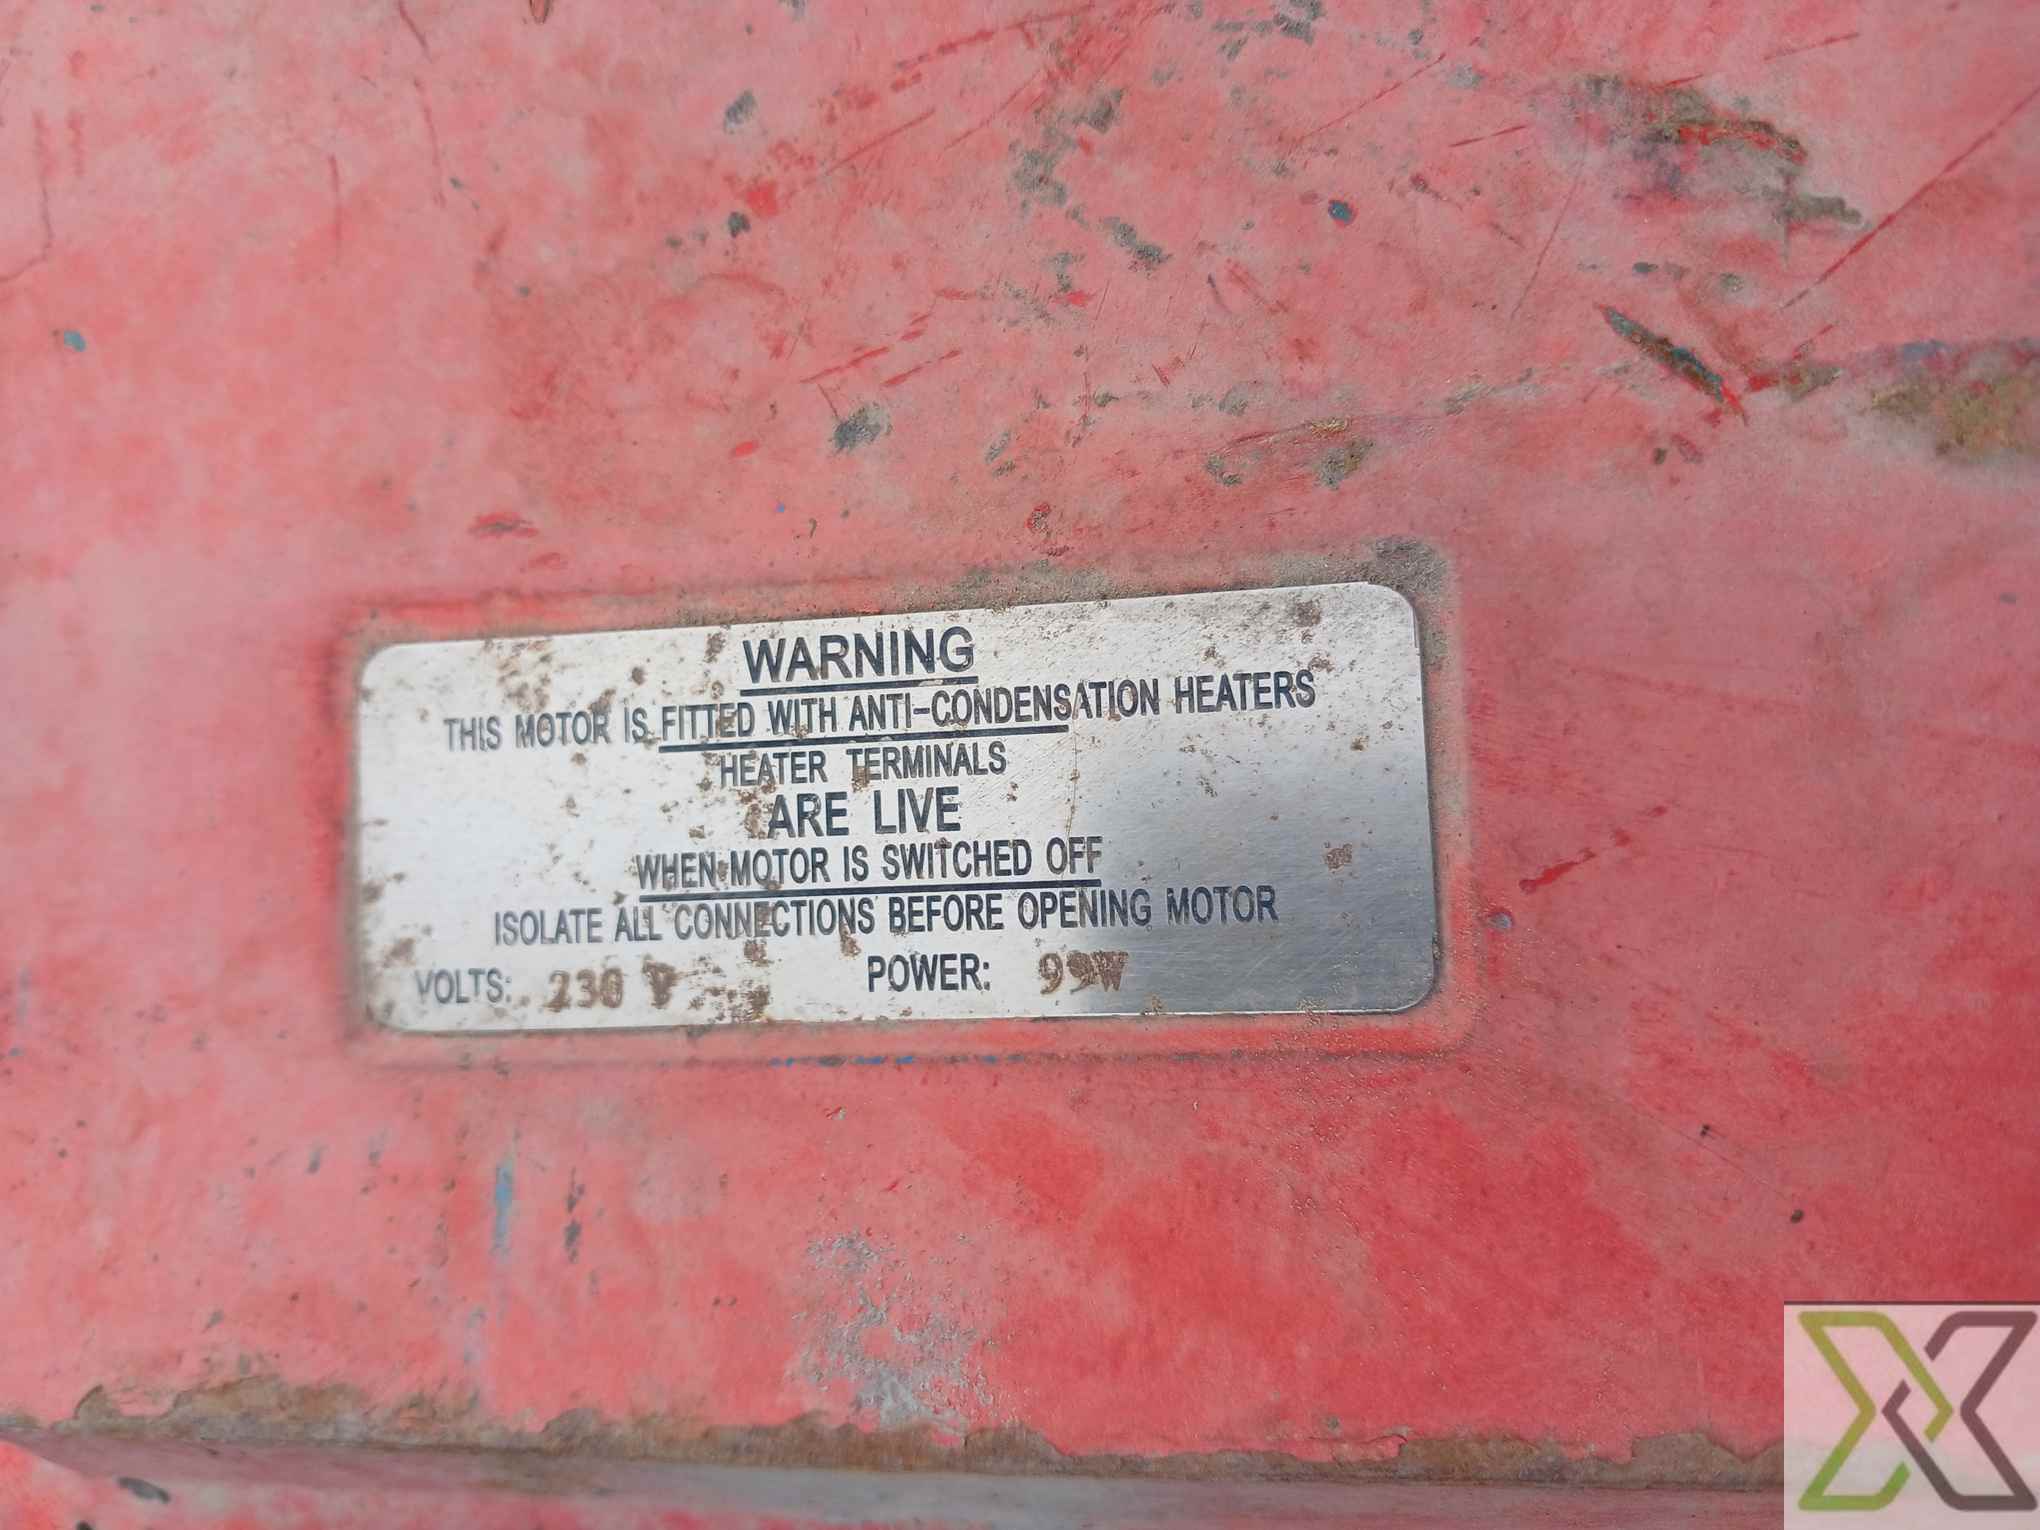 WARNING
THIS MOTOR IS FITTED WITH ANTI-CONDENSATION HEATERS
HEATER TERMINALS
ARE LIVE
WHEN MOTOR IS SWITCHED OFF
ISOLATE ALL CONNECTIONS BEFORE OPENING MOTOR
VOLTS: 230 V POWER: 99W